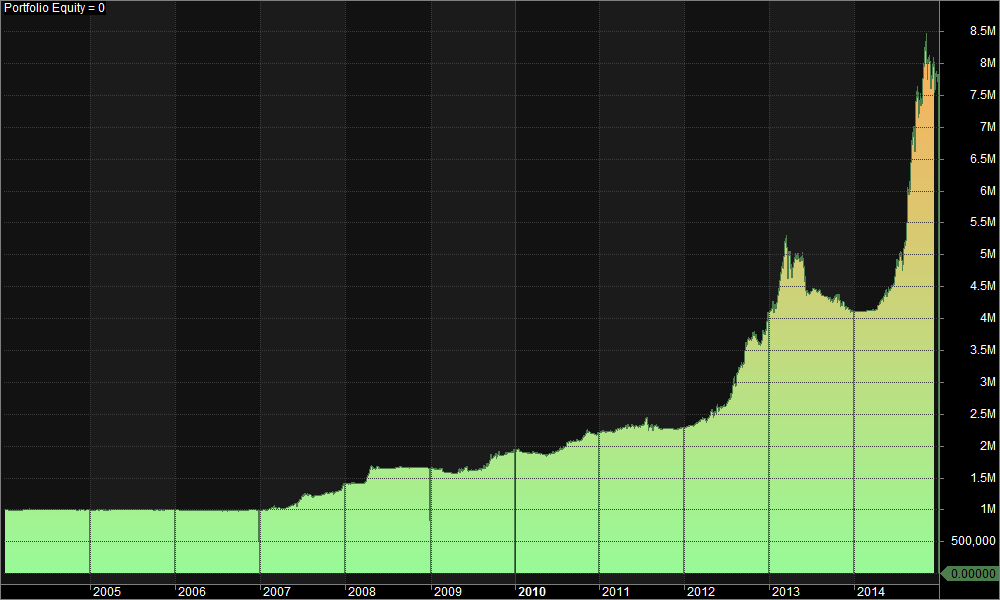 Portfolio Equity = 0
8.5M
8M
7.5M
7M
6.5M
6M
5.5M
5M
4.5M
4M
3.5M
3M
2.5M
2M
1.5M
1M
500,000
0.00000
2005 2006 2007 2008 2009 2010 2011 2012 2013 2014